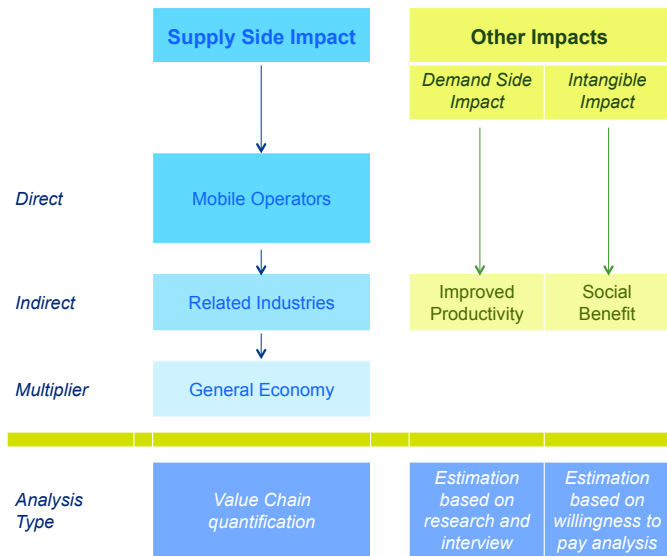 Supply Side Impact
Other Impacts
Demand Side
Impact
Intangible
Impact
Direct
Mobile Operators
Indirect
Related Industries
Improved
Productivity
Social
Benefit
Multiplier
General Economy
Analysis
Type
Value Chain
quantification
Estimation
based on
research and
interview
Estimation
based on
willingness to
pay analysis